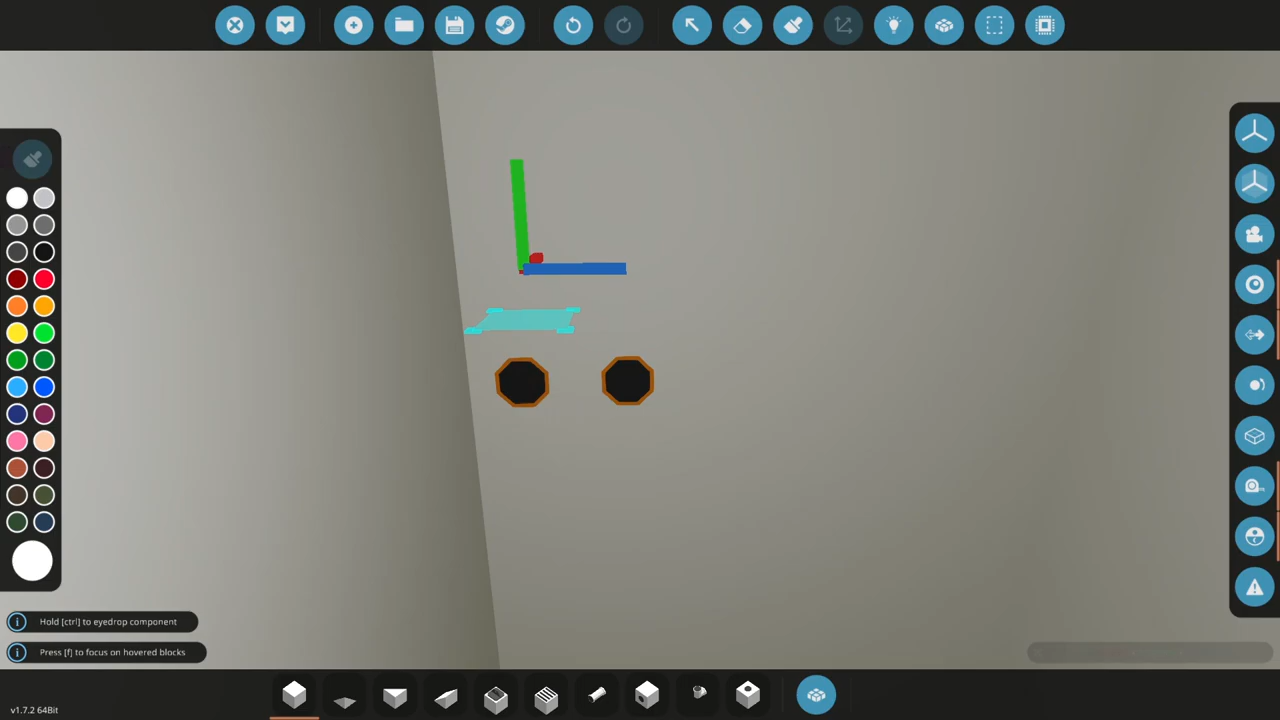 Hold [ctrl] to eyedrop component
Press [f] to focus on hovered blocks
v1.7.2 64Bit